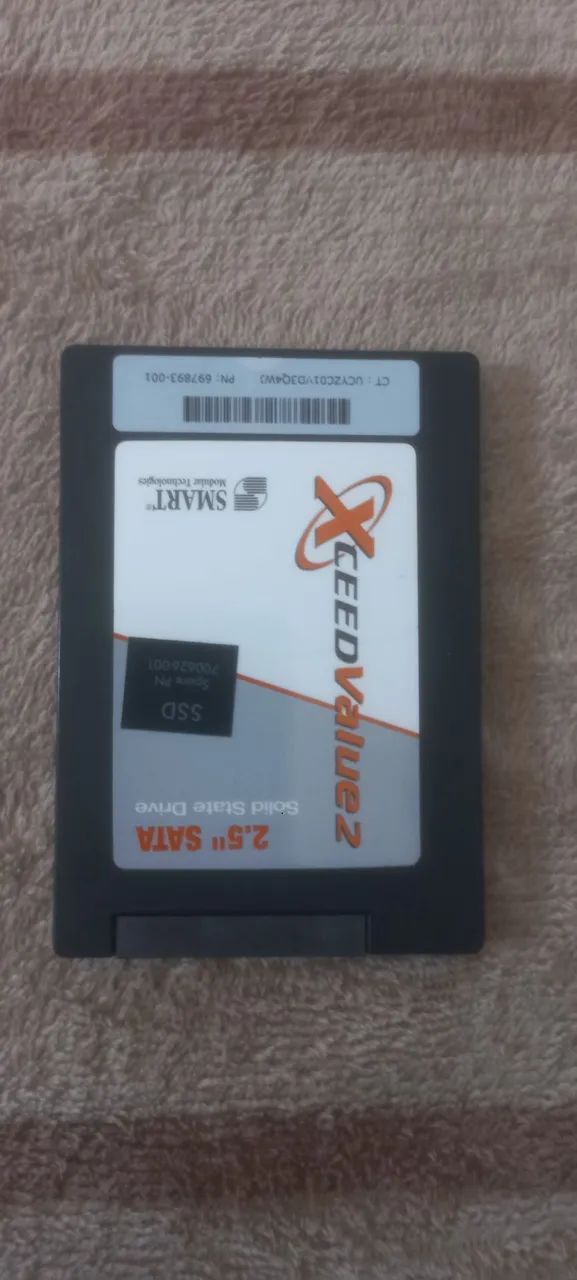 2.5" SATA
Solid State Drive
SSD
Spare PN
700626-001
XCEEDValue2
SMART®
Modular Technologies
CT: UCYZC01VD3Q4WJ PN: 697893-001